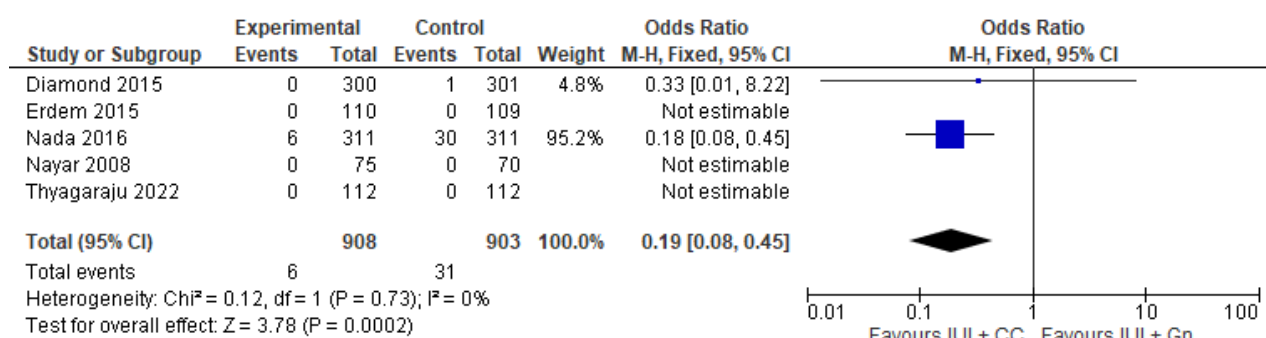 Experimental Control Odds Ratio Odds Ratio
Study or Subgroup Events Total Events Total Weight M-H, Fixed, 95% CI M-H, Fixed, 95% CI
Diamond 2015 0 300 1 301 4.8% 0.33 [0.01, 8.22]
Erdem 2015 0 110 0 109 Not estimable
Nada 2016 6 311 30 311 95.2% 0.18 [0.08, 0.45]
Nayar 2008 0 75 0 70 Not estimable
Thyagaraju 2022 0 112 0 112 Not estimable
Total (95% CI) 908 903 100.0% 0.19 [0.08, 0.45]
Total events 6 31
Heterogeneity: Chi² = 0.12, df = 1 (P = 0.73); I² = 0%
Test for overall effect: Z = 3.78 (P = 0.0002)
0.01 0.1 1 10 100
Favours IUI + CC Favours IUI + Gn